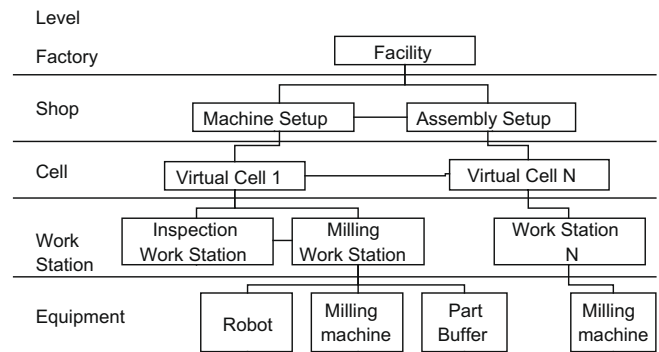 Level
Factory
Facility
Shop
Machine Setup
Assembly Setup
Cell
Virtual Cell 1
Virtual Cell N
Work
Station
Inspection
Work Station
Milling
Work Station
Work Station
N
Equipment
Robot
Milling
machine
Part
Buffer
Milling
machine